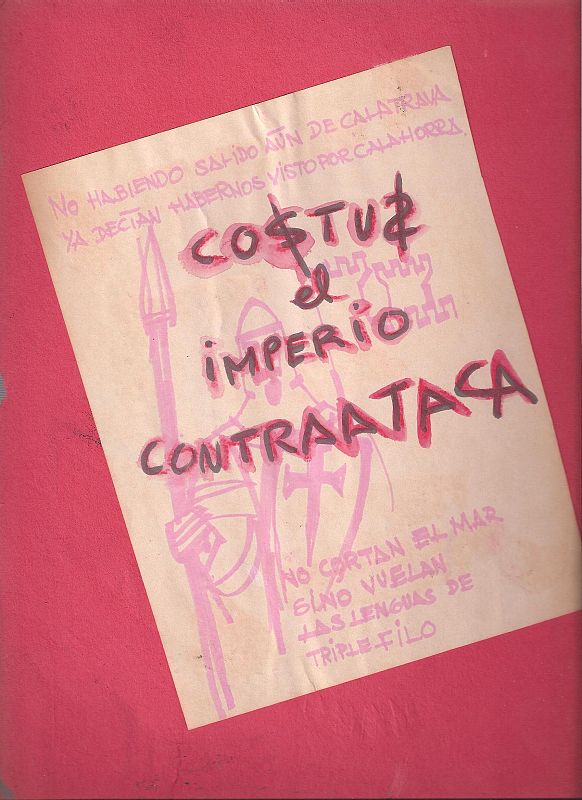 NO HABIENDO SALIDO AÚN DE CALATRAVA
YA DECÍAN HABERNOS VISTO POR CALAHORRA.
CO$TU$
el
IMPERIO
CONTRAATACA
NO CORTAN EL MAR
SINO VUELAN
LAS LENGUAS DE
TRIPLE FILO